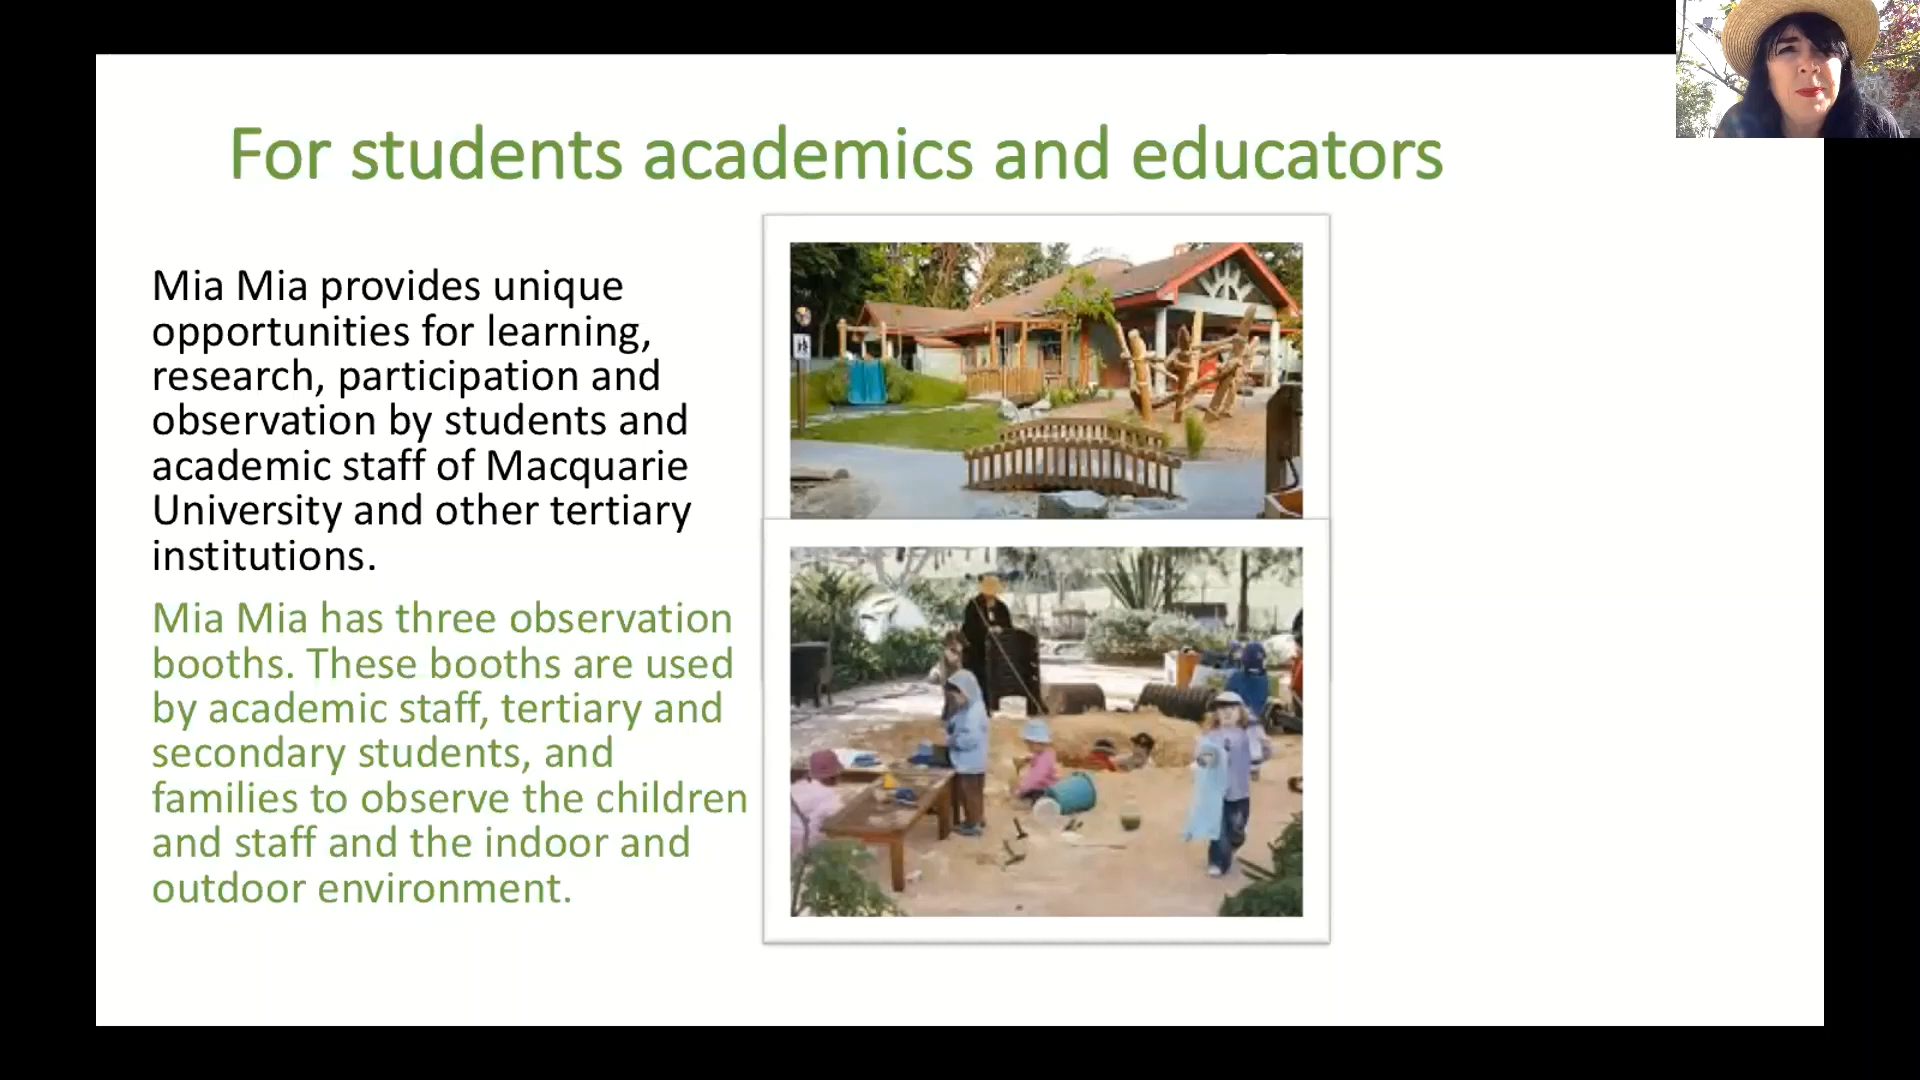 For students academics and educators
Mia Mia provides unique
opportunities for learning,
research, participation and
observation by students and
academic staff of Macquarie
University and other tertiary
institutions.
Mia Mia has three observation
booths. These booths are used
by academic staff, tertiary and
secondary students, and
families to observe the children
and staff and the indoor and
outdoor environment.